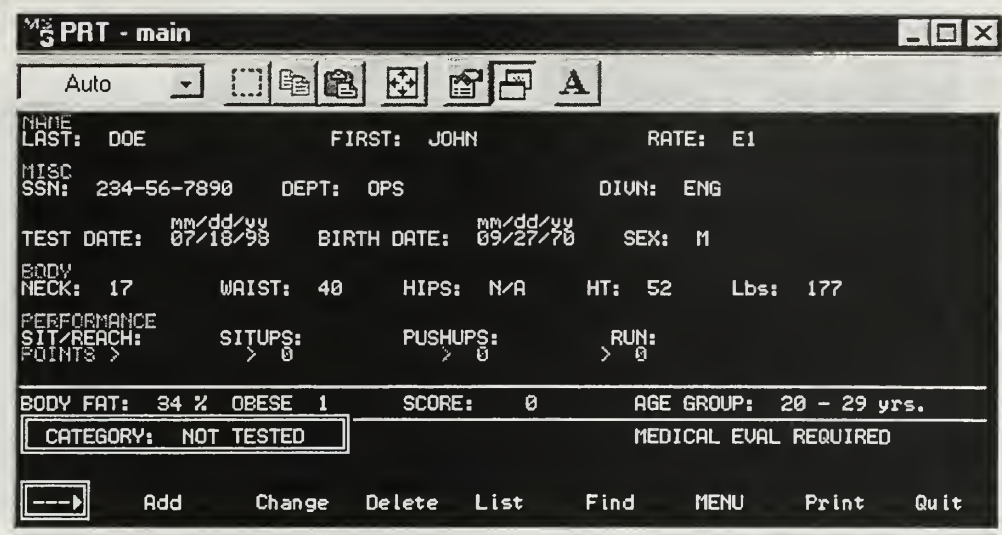 PRT - main
Auto A
NAME
LAST: DOE FIRST: JOHN RATE: E1
MISC
SSN: 234-56-7890 DEPT: OPS DIVN: ENG
mm/dd/yy mm/dd/yy
TEST DATE: 07/18/98 BIRTH DATE: 09/27/70 SEX: M
BODY
NECK: 17 WAIST: 40 HIPS: N/A HT: 52 Lbs: 177
PERFORMANCE
SIT/REACH: SITUPS: PUSHUPS: RUN:
POINTS > > 0 > 0 > 0
BODY FAT: 34 % OBESE 1 SCORE: 0 AGE GROUP: 20 - 29 yrs.
CATEGORY: NOT TESTED MEDICAL EVAL REQUIRED
---> Add Change Delete List Find MENU Print Quit